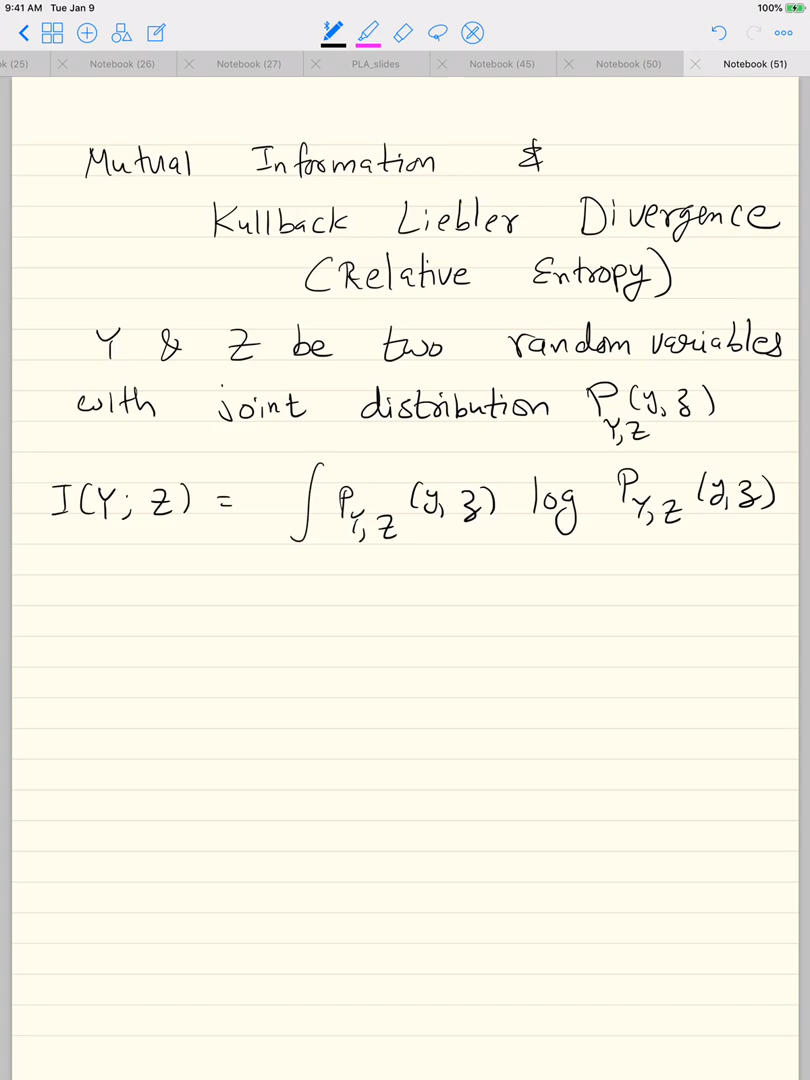 9:41 AM Tue Jan 9 100%
ok (25) Notebook (26) Notebook (27) PLA_slides Notebook (45) Notebook (50) Notebook (51)
Mutual Information &
Kullback Liebler Divergence
(Relative Entropy)
Y & Z be two random variables
with joint distribution P_{Y,Z}(y, z)
I(Y; Z) = ∫ P_{Y,Z}(y, z) log P_{Y,Z}(y, z)